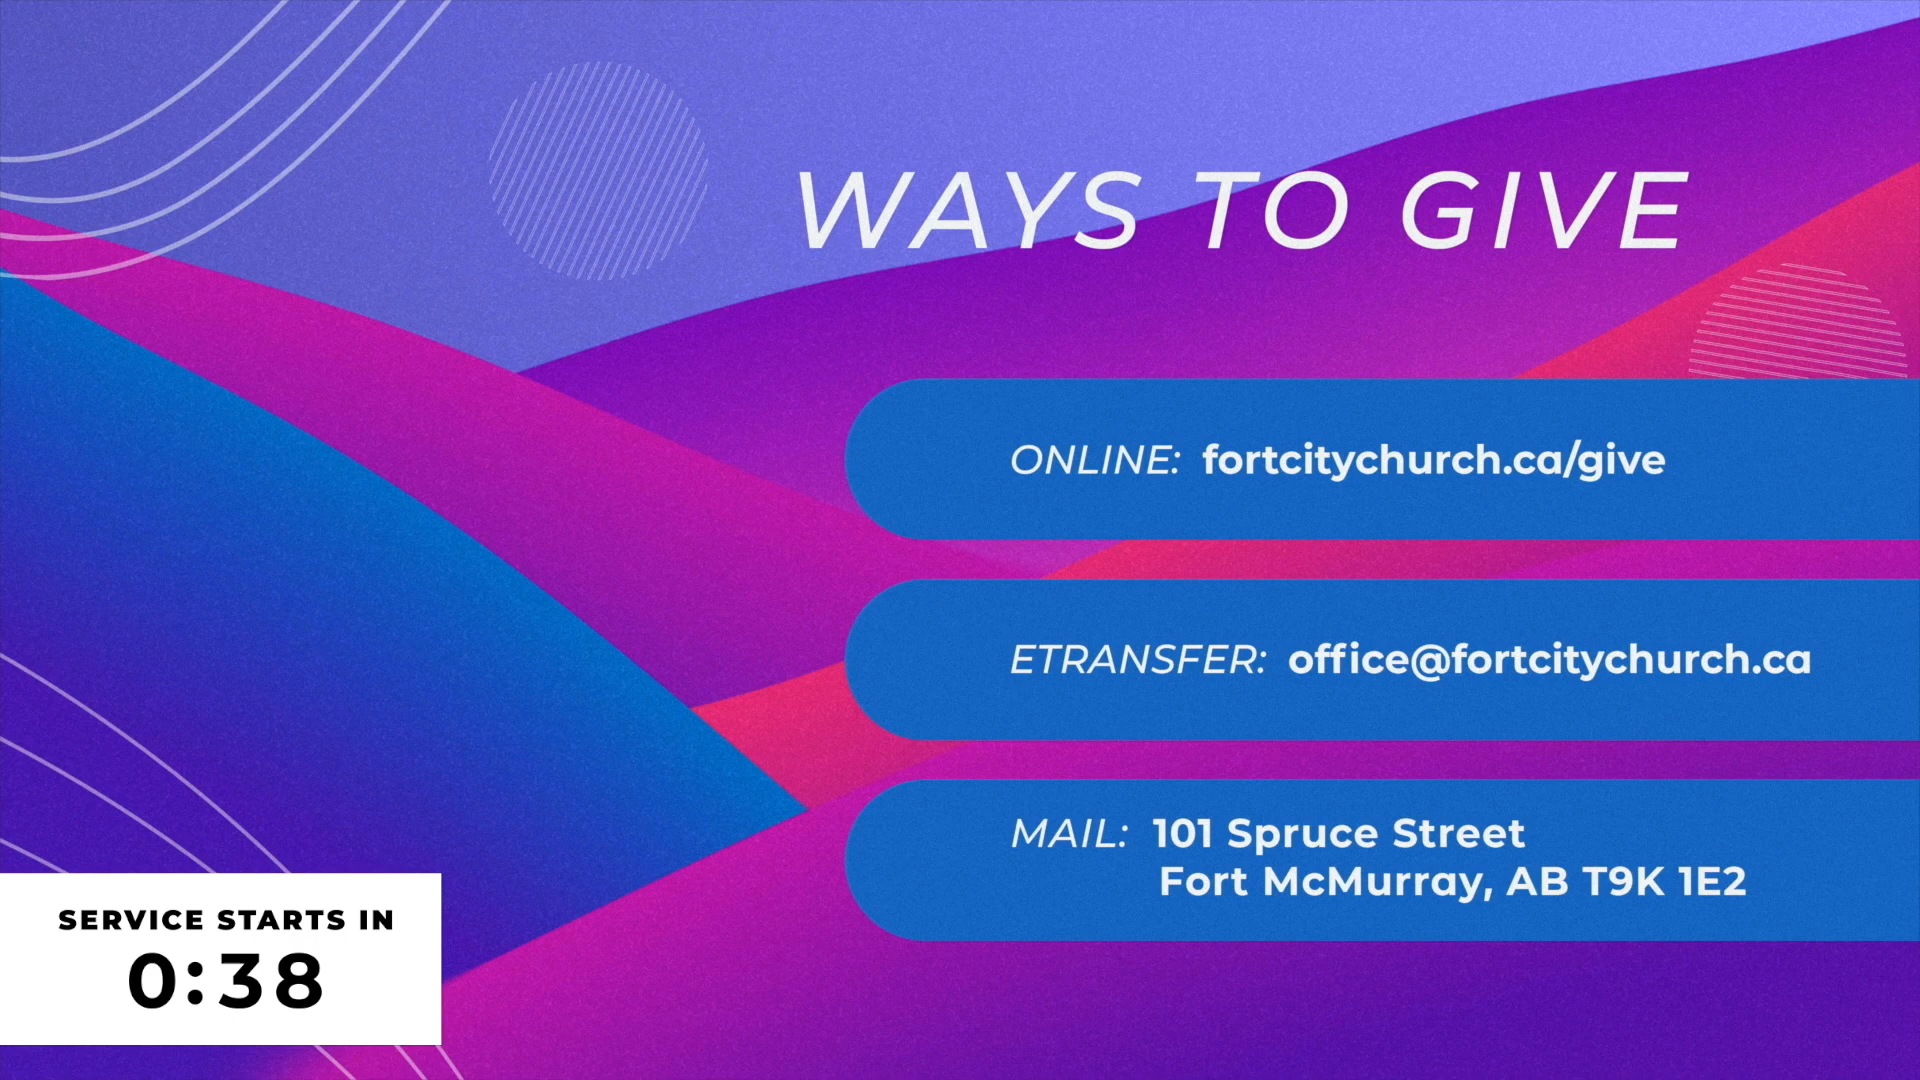 WAYS TO GIVE
ONLINE: fortcitychurch.ca/give
ETRANSFER: office@fortcitychurch.ca
MAIL: 101 Spruce Street
Fort McMurray, AB T9K 1E2
SERVICE STARTS IN
0:38